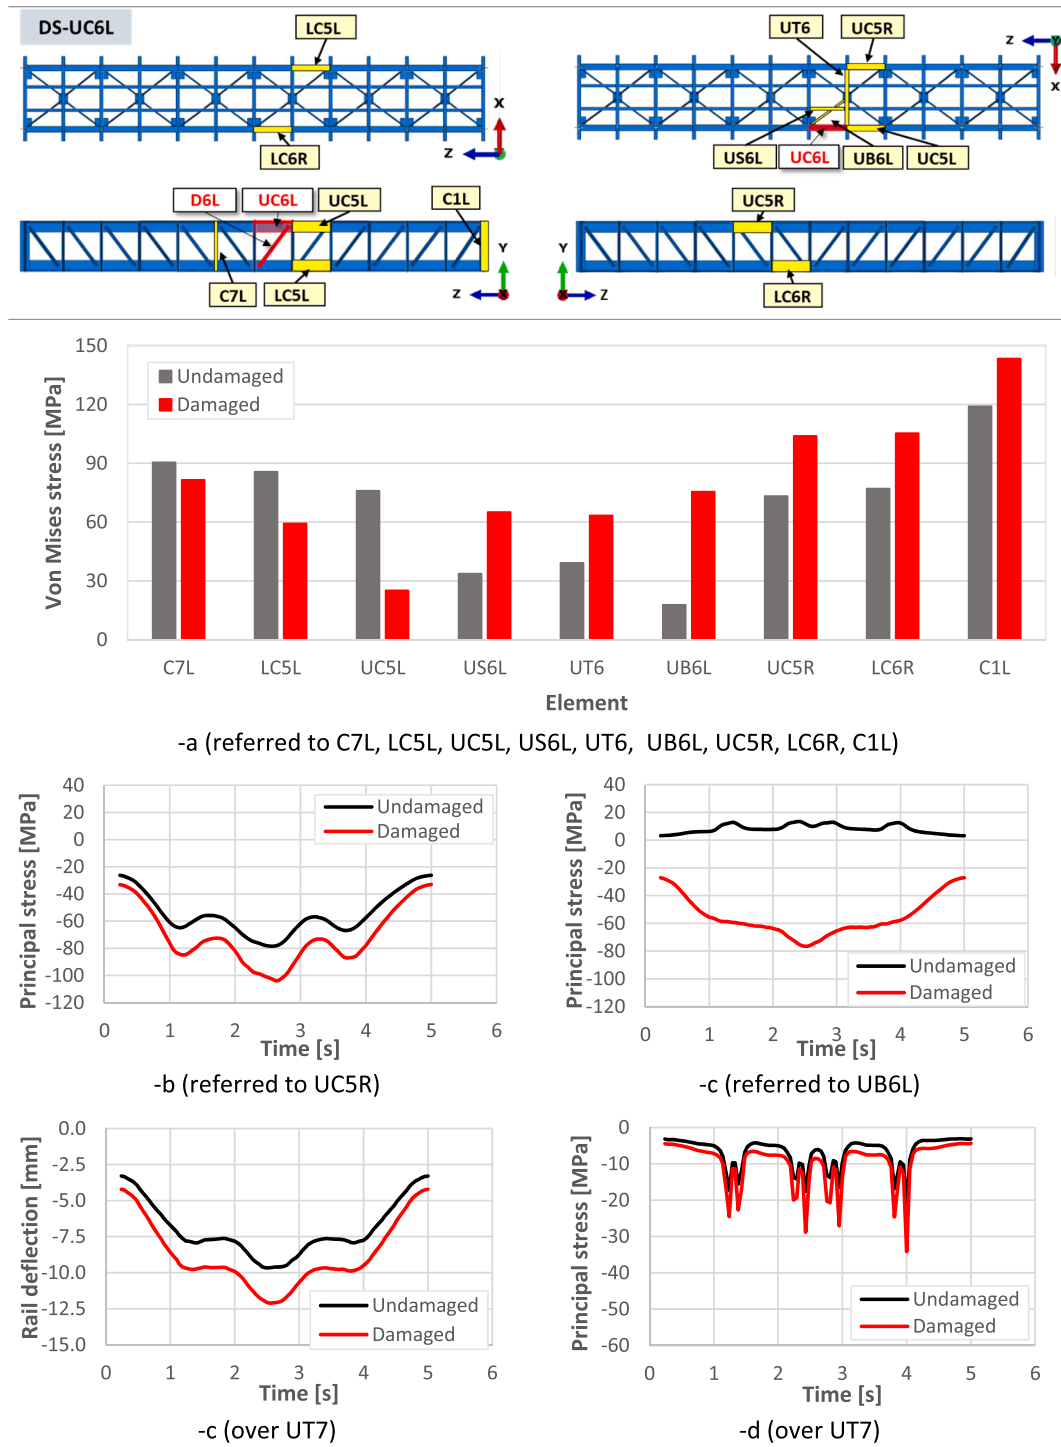 DS-UC6L
LC5L
UT6
UC5R
Z
Y
X
X
Z
LC6R
US6L
UC6L
UB6L
UC5L
D6L
UC6L
UC5L
C1L
UC5R
Y
Y
C7L
LC5L
Z
X
X
Z
LC6R
Von Mises stress [MPa]
150
120
90
60
30
0
Undamaged
Damaged
C7L LC5L UC5L US6L UT6 UB6L UC5R LC6R C1L
Element
-a (referred to C7L, LC5L, UC5L, US6L, UT6, UB6L, UC5R, LC6R, C1L)
Principal stress [MPa]
40
20
0
-20
-40
-60
-80
-100
-120
Undamaged
Damaged
0 1 2 3 4 5 6
Time [s]
-b (referred to UC5R)
Principal stress [MPa]
40
20
0
-20
-40
-60
-80
-100
-120
Undamaged
Damaged
0 1 2 3 4 5 6
Time [s]
-c (referred to UB6L)
Rail deflection [mm]
0.0
-2.5
-5.0
-7.5
-10.0
-12.5
-15.0
Undamaged
Damaged
0 1 2 3 4 5 6
Time [s]
-c (over UT7)
Principal stress [MPa]
0
-10
-20
-30
-40
-50
-60
Undamaged
Damaged
0 1 2 3 4 5 6
Time [s]
-d (over UT7)